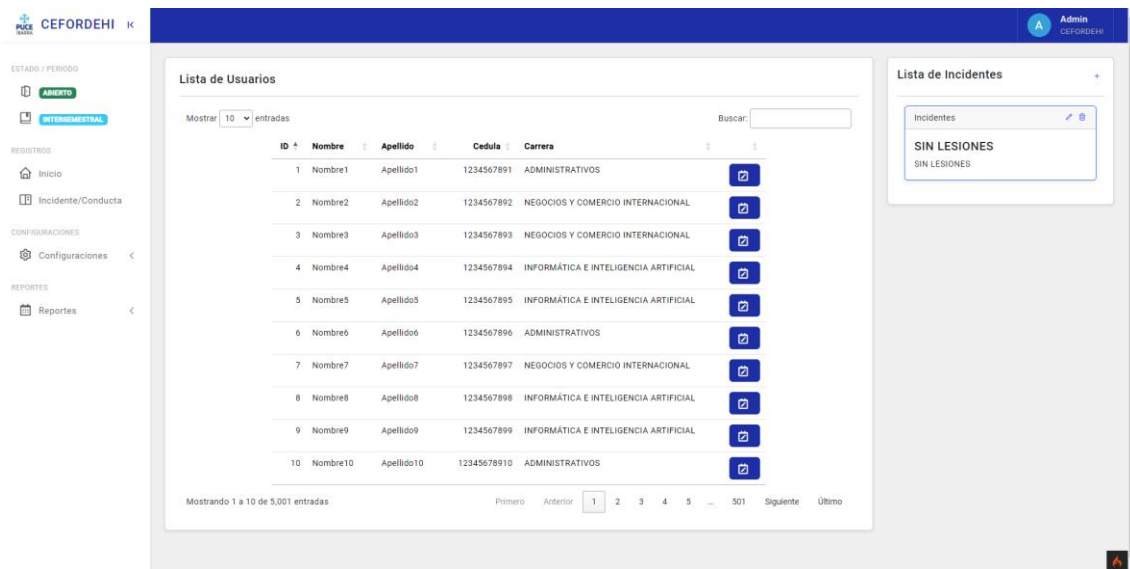 PUCE
IBARRA
CEFORDEHI
A
Admin
CEFORDEHI
ESTADO / PERIODO
ABIERTO
INTERSEMESTRAL
REGISTROS
Inicio
Incidente/Conducta
CONFIGURACIONES
Configuraciones
REPORTES
Reportes
Lista de Usuarios
Mostrar 10 entradas
Buscar:
ID Nombre Apellido Cedula Carrera
1 Nombre1 Apellido1 1234567891 ADMINISTRATIVOS
2 Nombre2 Apellido2 1234567892 NEGOCIOS Y COMERCIO INTERNACIONAL
3 Nombre3 Apellido3 1234567893 NEGOCIOS Y COMERCIO INTERNACIONAL
4 Nombre4 Apellido4 1234567894 INFORMÁTICA E INTELIGENCIA ARTIFICIAL
5 Nombre5 Apellido5 1234567895 INFORMÁTICA E INTELIGENCIA ARTIFICIAL
6 Nombre6 Apellido6 1234567896 ADMINISTRATIVOS
7 Nombre7 Apellido7 1234567897 NEGOCIOS Y COMERCIO INTERNACIONAL
8 Nombre8 Apellido8 1234567898 INFORMÁTICA E INTELIGENCIA ARTIFICIAL
9 Nombre9 Apellido9 1234567899 INFORMÁTICA E INTELIGENCIA ARTIFICIAL
10 Nombre10 Apellido10 12345678910 ADMINISTRATIVOS
Mostrando 1 a 10 de 5,001 entradas
Primero Anterior 1 2 3 4 5 ... 501 Siguiente Último
Lista de Incidentes +
Incidentes
SIN LESIONES
SIN LESIONES